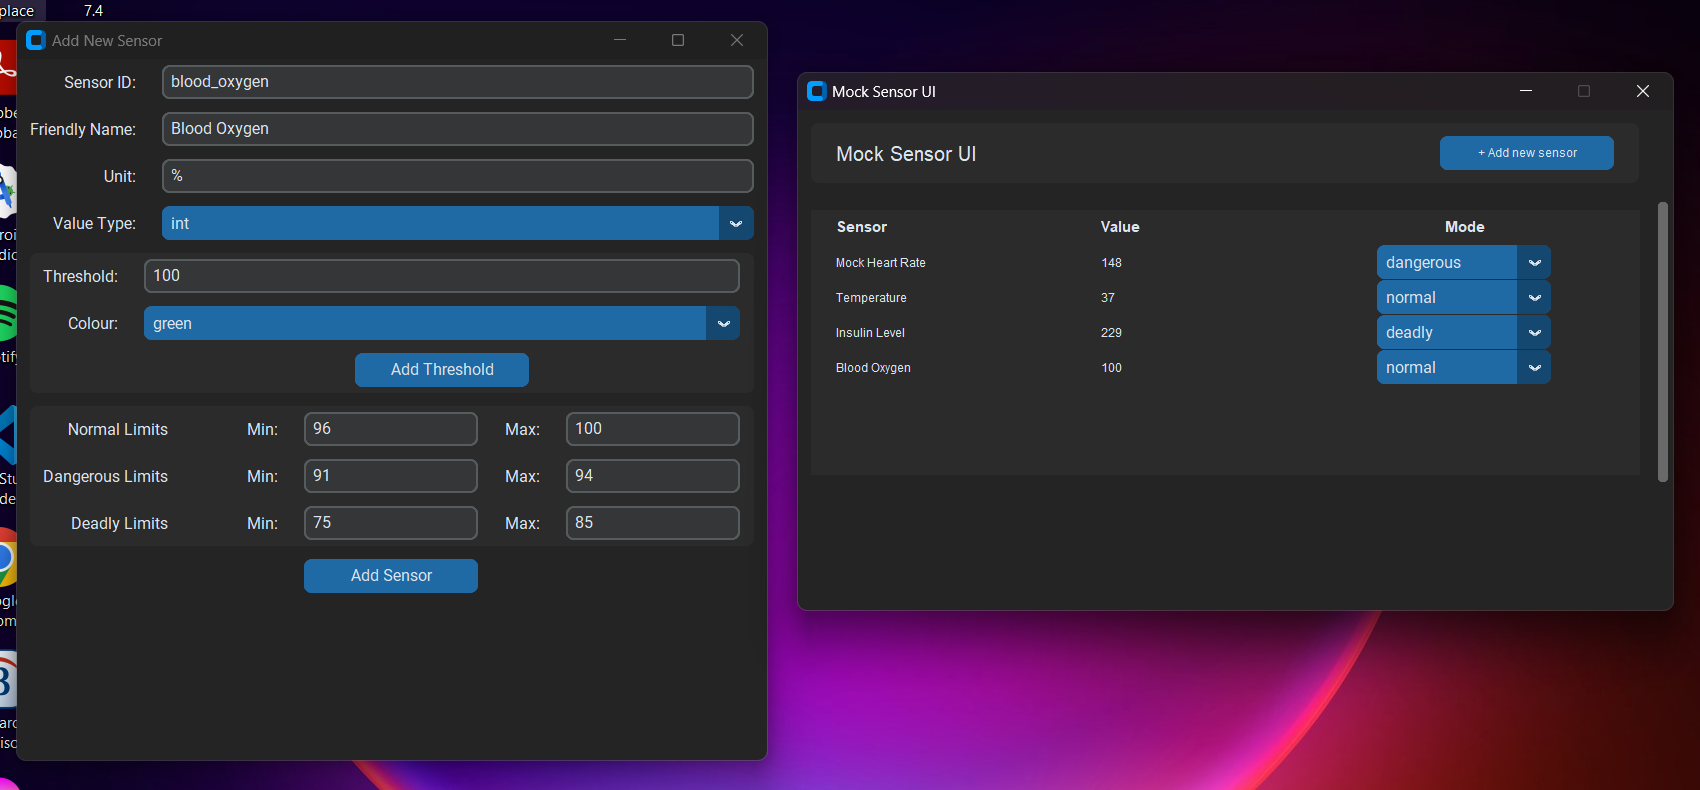 place
7.4
Add New Sensor
Sensor ID: blood_oxygen
Friendly Name: Blood Oxygen
Unit: %
Value Type: int
Threshold: 100
Colour: green
Add Threshold
Normal Limits Min: 96 Max: 100
Dangerous Limits Min: 91 Max: 94
Deadly Limits Min: 75 Max: 85
Add Sensor
Mock Sensor UI
Mock Sensor UI
+ Add new sensor
Sensor Value Mode
Mock Heart Rate 148 dangerous
Temperature 37 normal
Insulin Level 229 deadly
Blood Oxygen 100 normal